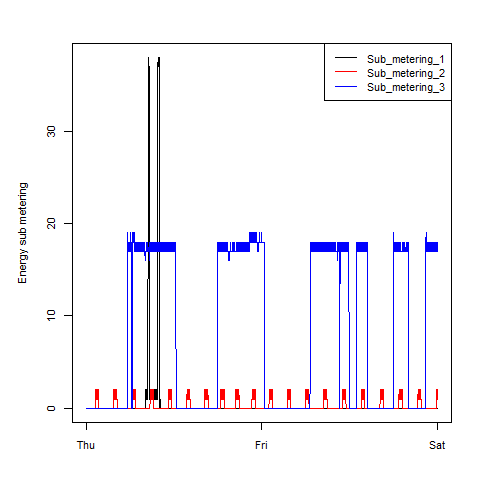 Sub_metering_1
Sub_metering_2
Sub_metering_3
Energy sub metering
30
20
10
0
Thu
Fri
Sat